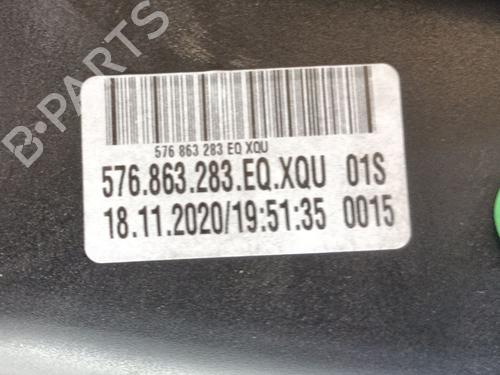 B-PARTS
576 863 283 EQ XQU
576.863.283.EQ.XQU 01S
18.11.2020/19:51:35 0015